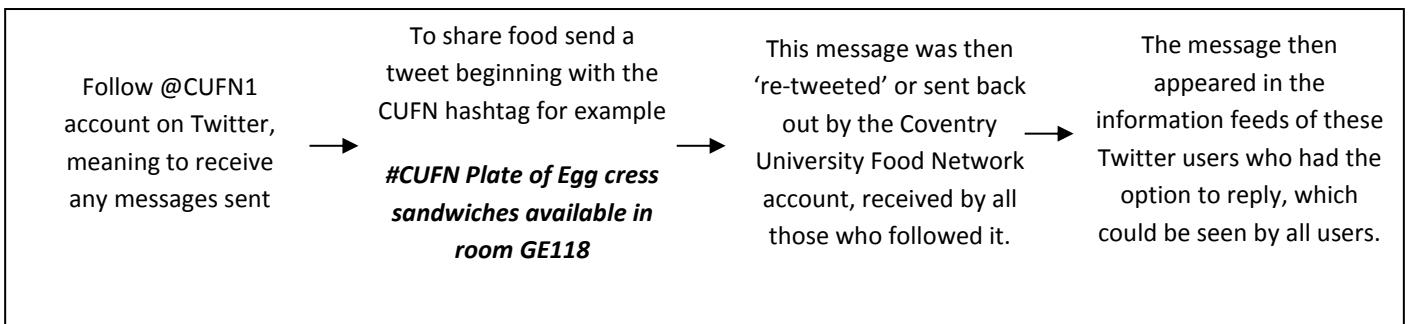 Follow @CUFN1
account on Twitter,
meaning to receive
any messages sent
To share food send a
tweet beginning with the
CUFN hashtag for example
#CUFN Plate of Egg cress
sandwiches available in
room GE118
This message was then
‘re-tweeted’ or sent back
out by the Coventry
University Food Network
account, received by all
those who followed it.
The message then
appeared in the
information feeds of these
Twitter users who had the
option to reply, which
could be seen by all users.